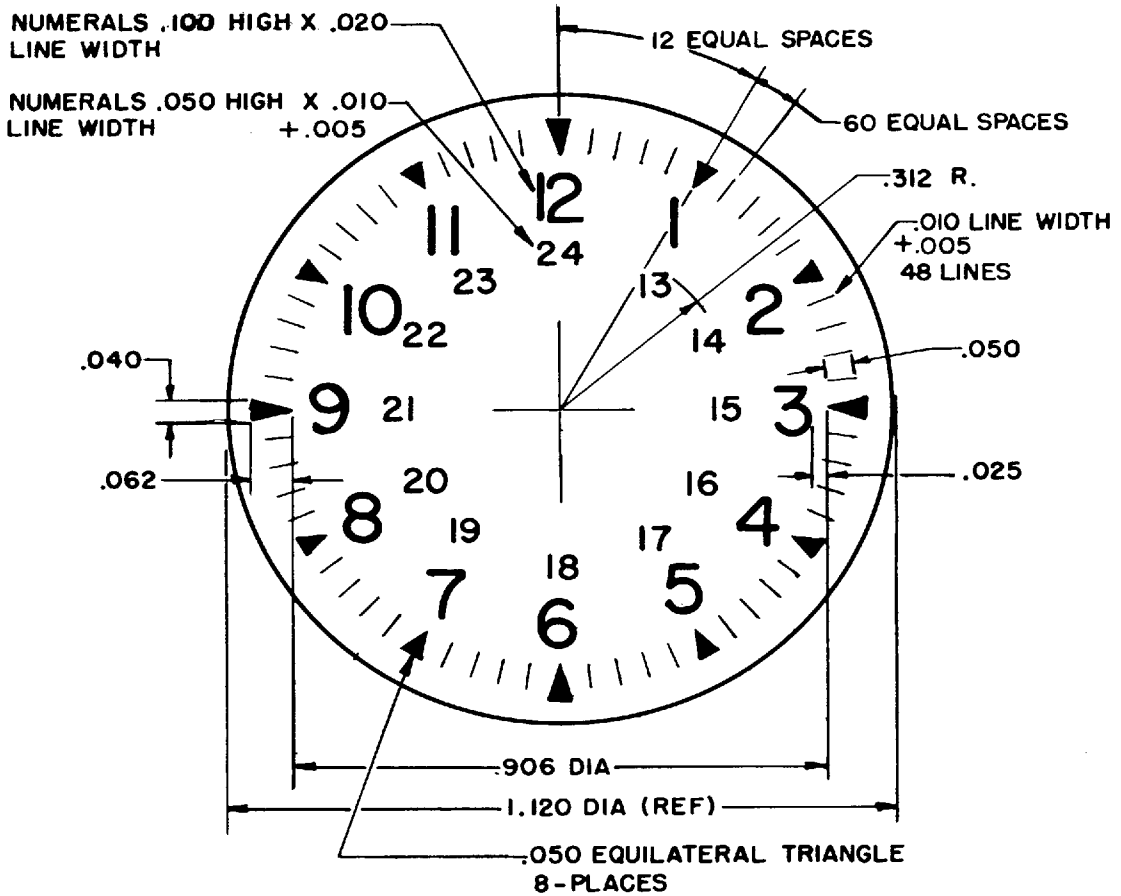 NUMERALS .100 HIGH X .020
LINE WIDTH
12 EQUAL SPACES
NUMERALS .050 HIGH X .010
LINE WIDTH +.005
60 EQUAL SPACES
.312 R.
.010 LINE WIDTH
+.005
48 LINES
12
11
1
24
23
13
10
2
22
14
.040
.050
9
21
15
3
.062
20
16
.025
8
4
19
17
7
18
5
6
.906 DIA
1.120 DIA (REF)
.050 EQUILATERAL TRIANGLE
8-PLACES